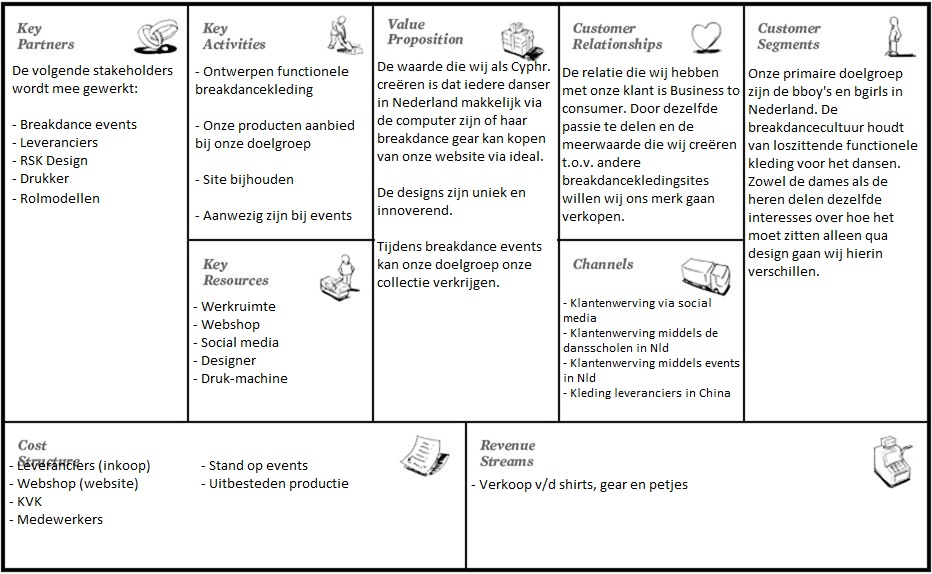 Key
Partners
De volgende stakeholders
wordt mee gewerkt:
- Breakdance events
- Leveranciers
- RSK Design
- Drukker
- Rolmodellen
Key
Activities
- Ontwerpen functionele
breakdancekleding
- Onze producten aanbied
bij onze doelgroep
- Site bijhouden
- Aanwezig zijn bij events
Key
Resources
- Werkruimte
- Webshop
- Social media
- Designer
- Druk-machine
Value
Proposition
De waarde die wij als Cyphr.
creëren is dat iedere danser
in Nederland makkelijk via
de computer zijn of haar
breakdance gear kan kopen
van onze website via ideal.
De designs zijn uniek en
innoverend.
Tijdens breakdance events
kan onze doelgroep onze
collectie verkrijgen.
Customer
Relationships
De relatie die wij hebben
met onze klant is Business to
consumer. Door dezelfde
passie te delen en de
meerwaarde die wij creëren
t.o.v. andere
breakdancekledingsites
willen wij ons merk gaan
verkopen.
Channels
- Klantenwerving via social
media
- Klantenwerving middels de
dansscholen in Nld
- Klantenwerving middels events
in Nld
- Kleding leveranciers in China
Customer
Segments
Onze primaire doelgroep
zijn de bboy's en bgirls in
Nederland. De
breakdancecultuur houdt
van loszittende functionele
kleding voor het dansen.
Zowel de dames als de
heren delen dezelfde
interesses over hoe het
moet zitten alleen qua
design gaan wij hierin
verschillen.
Cost
Structure
- Leveranciers (inkoop)
- Webshop (website)
- KVK
- Medewerkers
- Stand op events
- Uitbesteden productie
Revenue
Streams
- Verkoop v/d shirts, gear en petjes